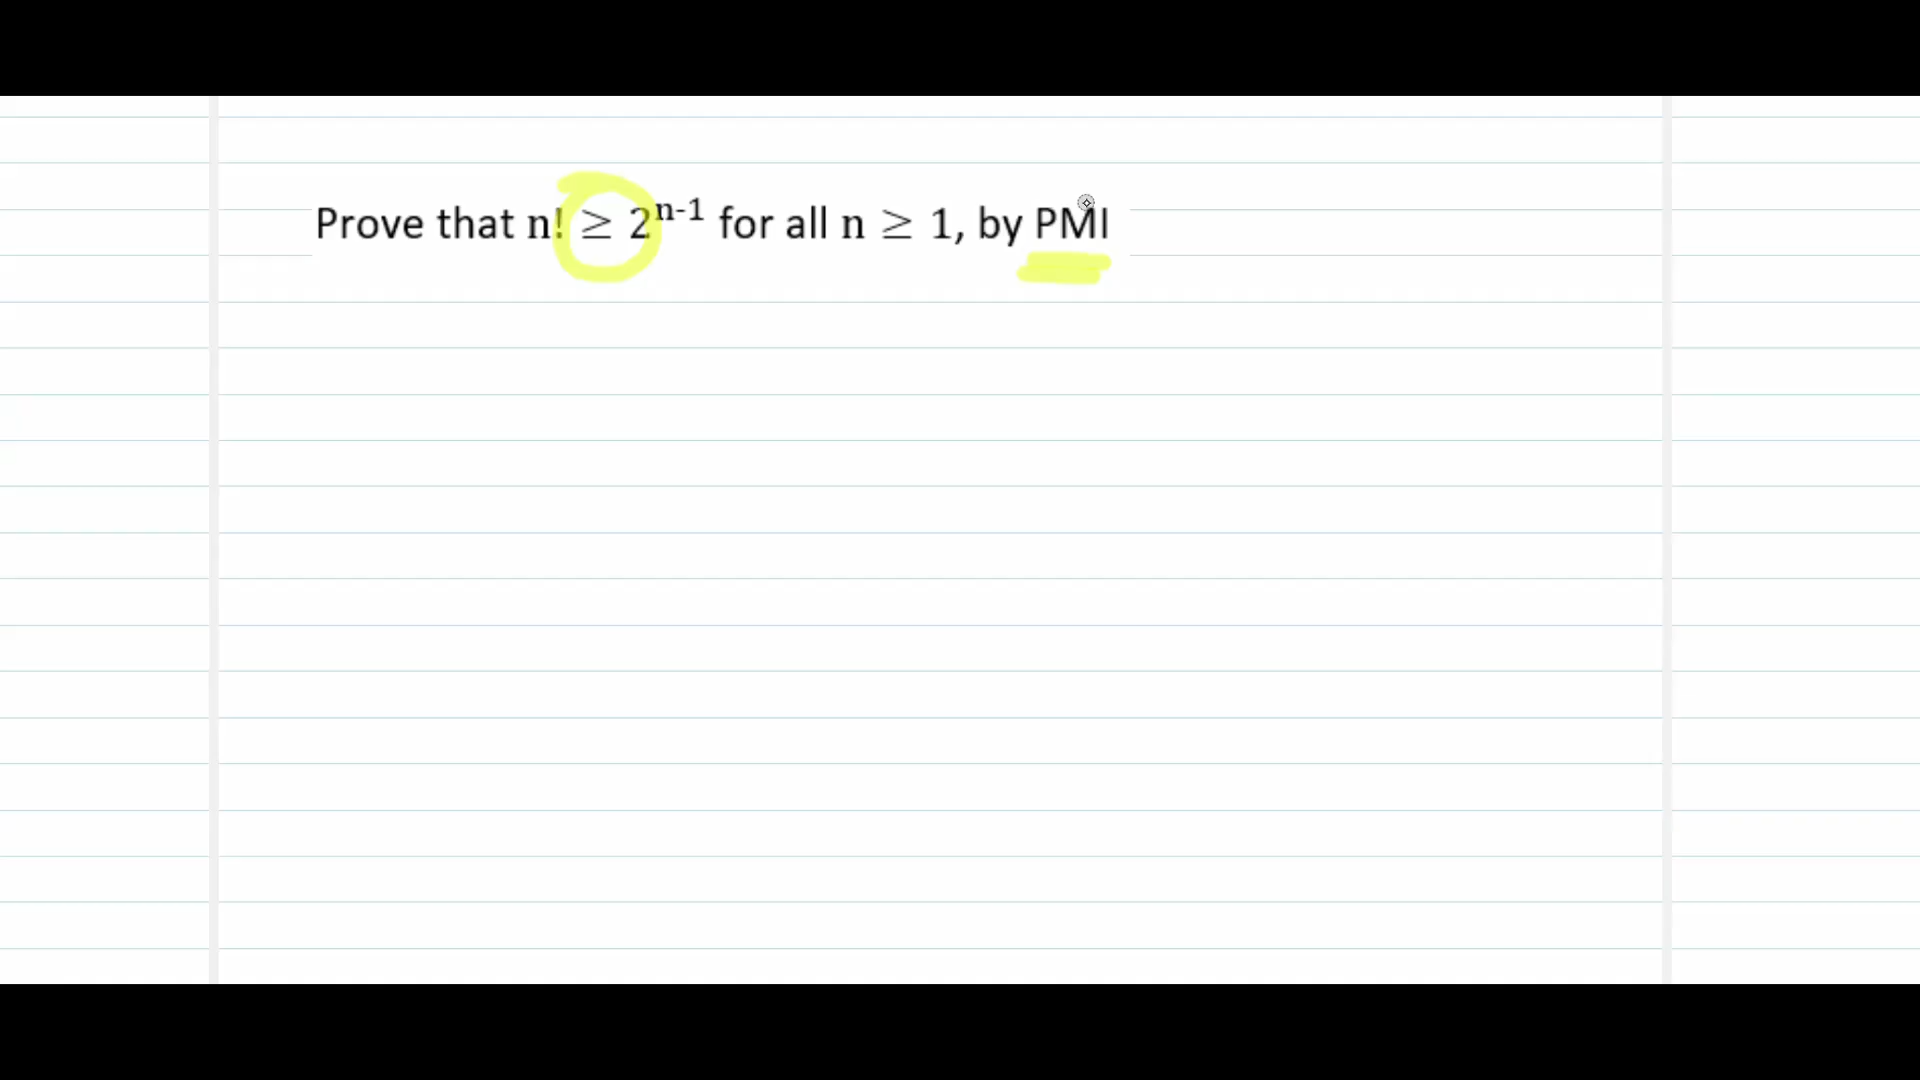 Prove that n! ≥ 2ⁿ⁻¹ for all n ≥ 1, by PMI